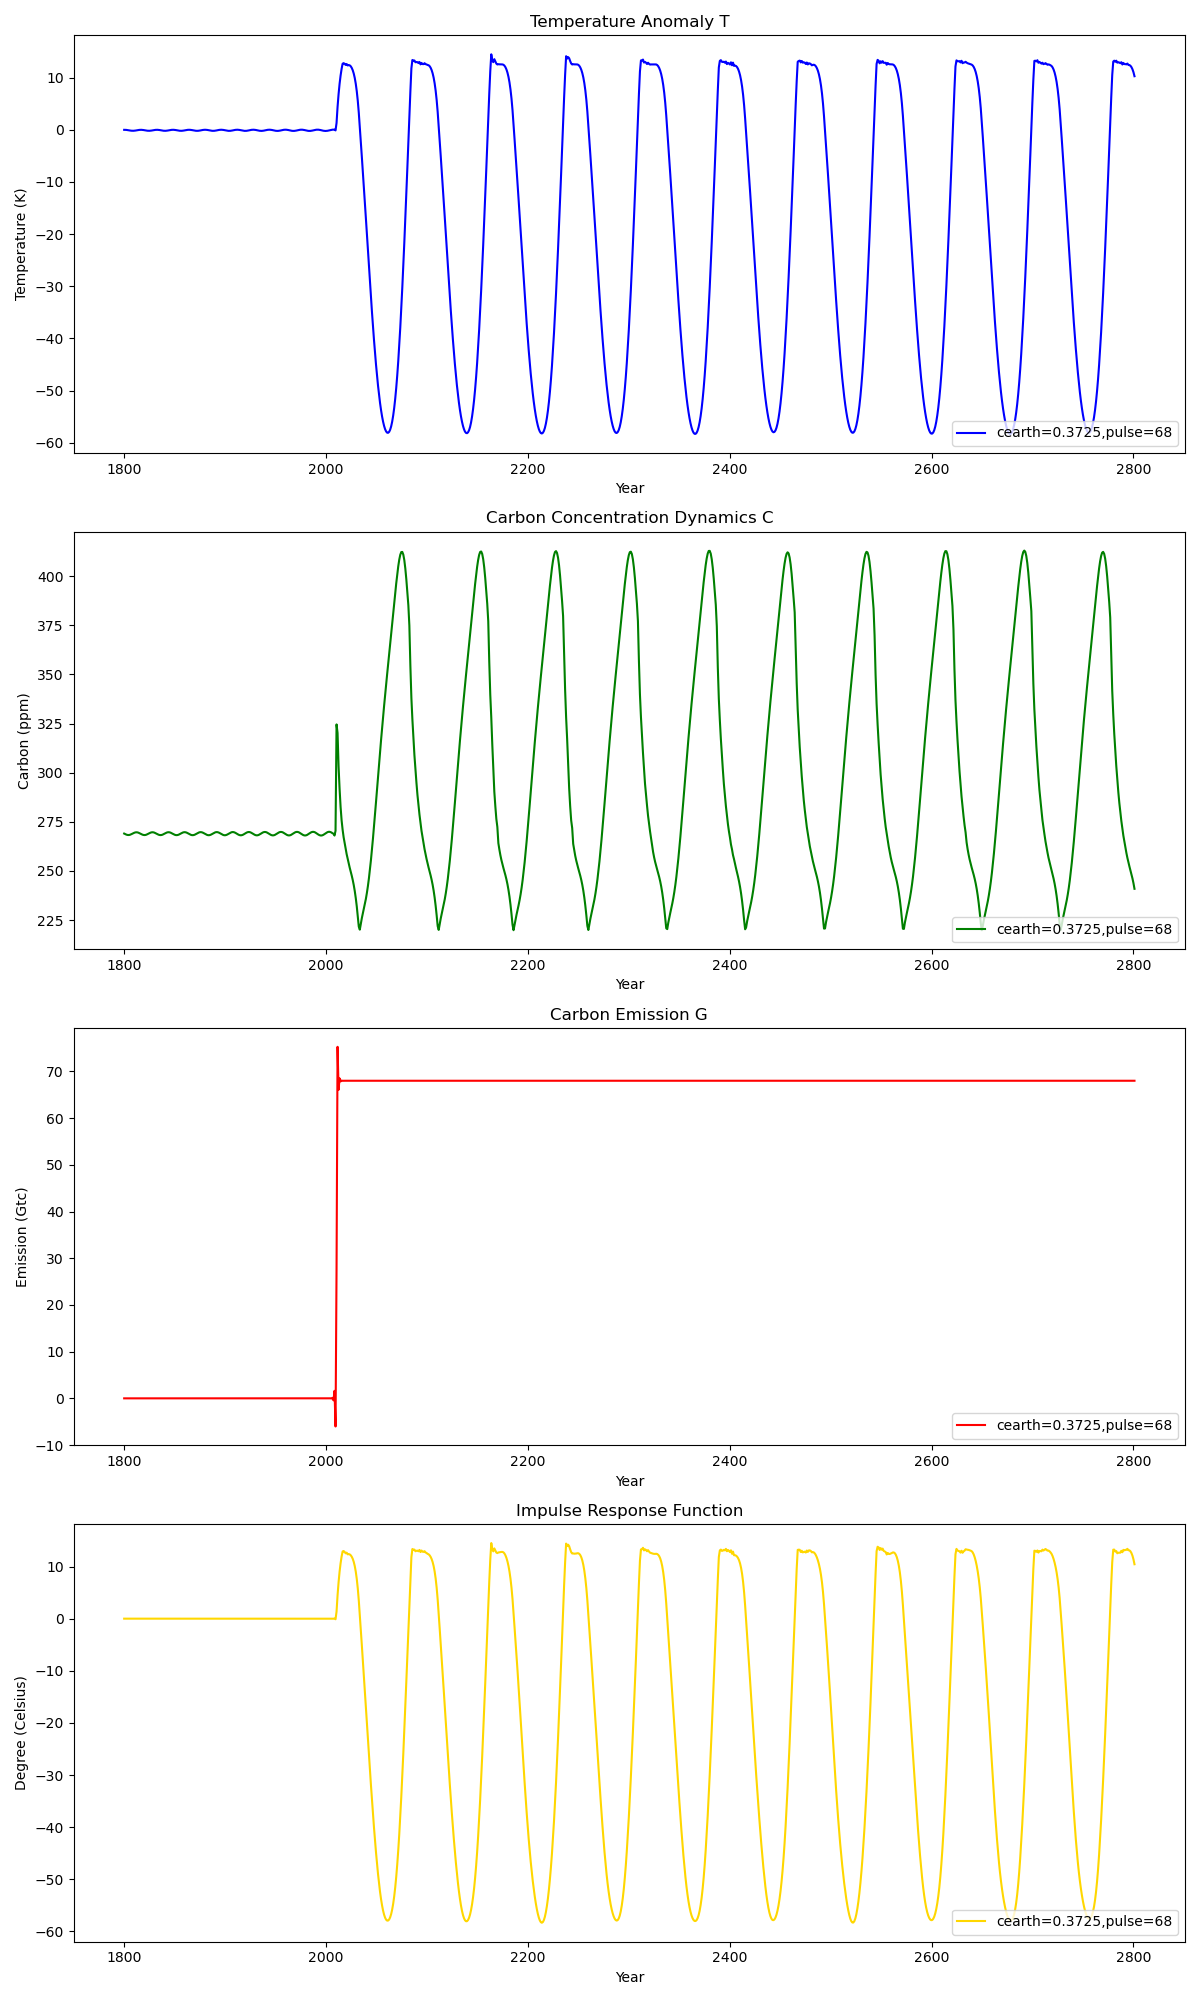 Temperature Anomaly T
10
0
−10
−20
−30
−40
−50
−60
Temperature (K)
cearth=0.3725,pulse=68
1800 2000 2200 2400 2600 2800
Year
Carbon Concentration Dynamics C
400
375
350
325
300
275
250
225
Carbon (ppm)
cearth=0.3725,pulse=68
1800 2000 2200 2400 2600 2800
Year
Carbon Emission G
70
60
50
40
30
20
10
0
−10
Emission (Gtc)
cearth=0.3725,pulse=68
1800 2000 2200 2400 2600 2800
Year
Impulse Response Function
10
0
−10
−20
−30
−40
−50
−60
Degree (Celsius)
cearth=0.3725,pulse=68
1800 2000 2200 2400 2600 2800
Year